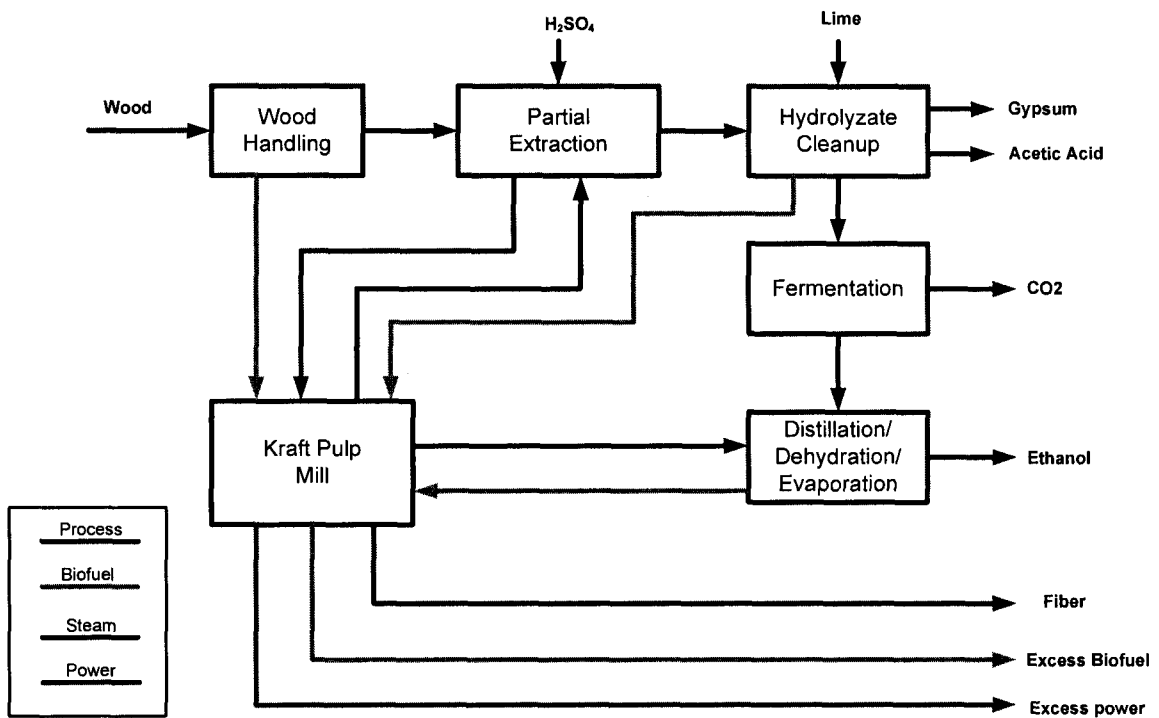 H₂SO₄
Lime
Wood
Wood
Handling
Partial
Extraction
Hydrolyzate
Cleanup
Gypsum
Acetic Acid
Fermentation
CO2
Kraft Pulp
Mill
Distillation/
Dehydration/
Evaporation
Ethanol
Process
Biofuel
Steam
Power
Fiber
Excess Biofuel
Excess power